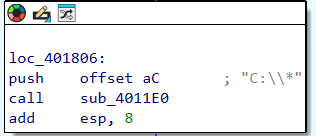 loc_401806:
push    offset aC       ; "C:\\*"
call    sub_4011E0
add     esp, 8